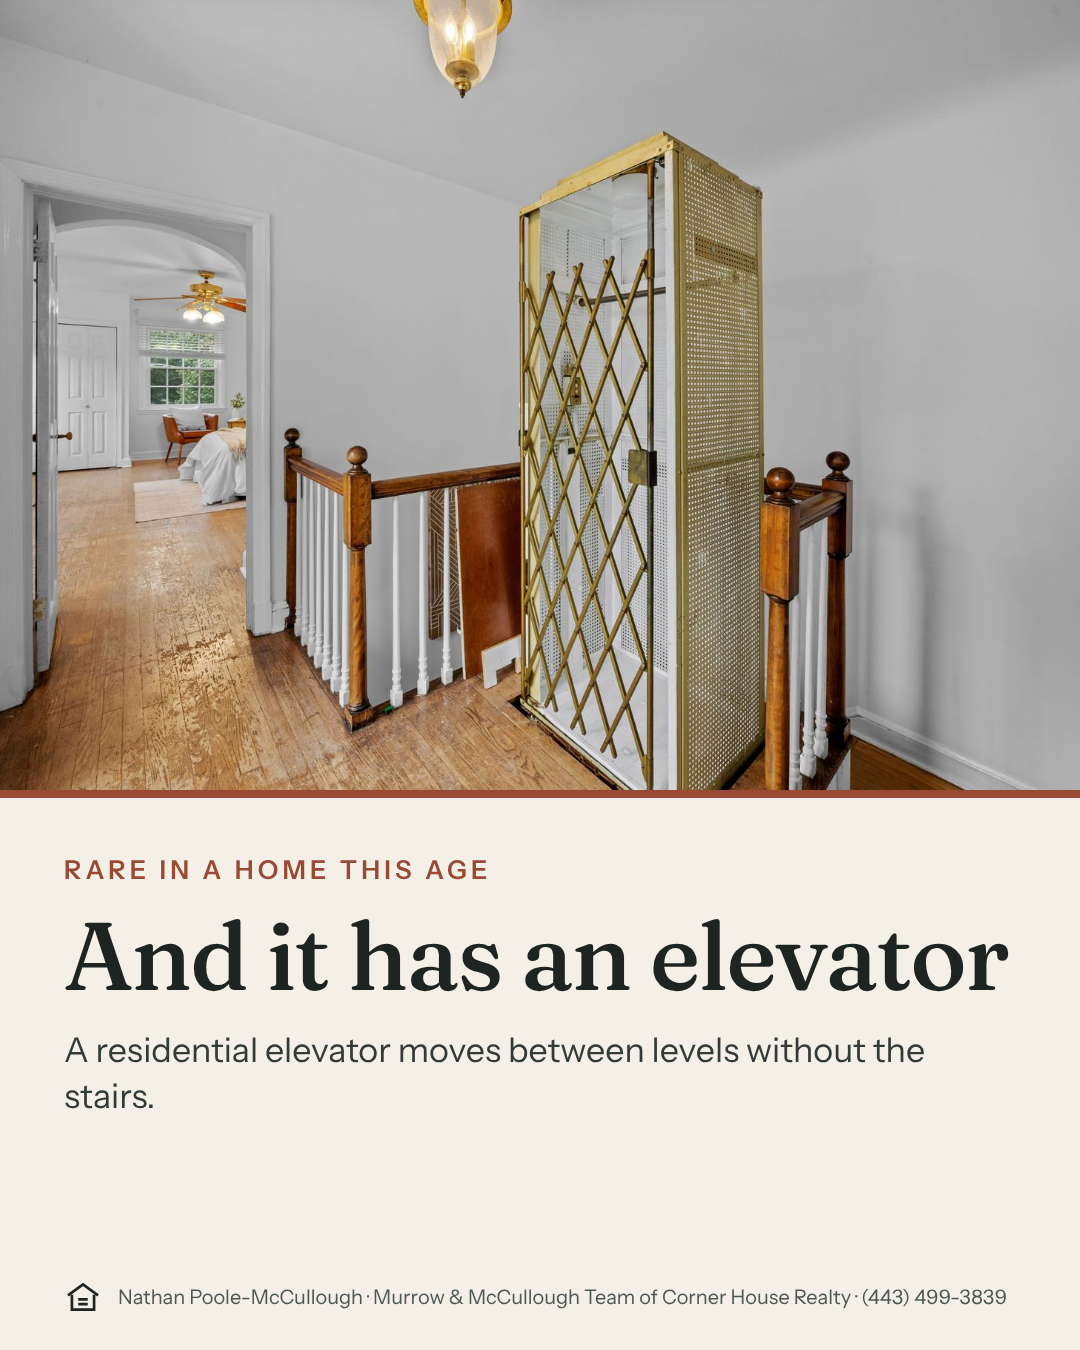 RARE IN A HOME THIS AGE
And it has an elevator
A residential elevator moves between levels without the
stairs.
Nathan Poole-McCullough · Murrow & McCullough Team of Corner House Realty · (443) 499-3839